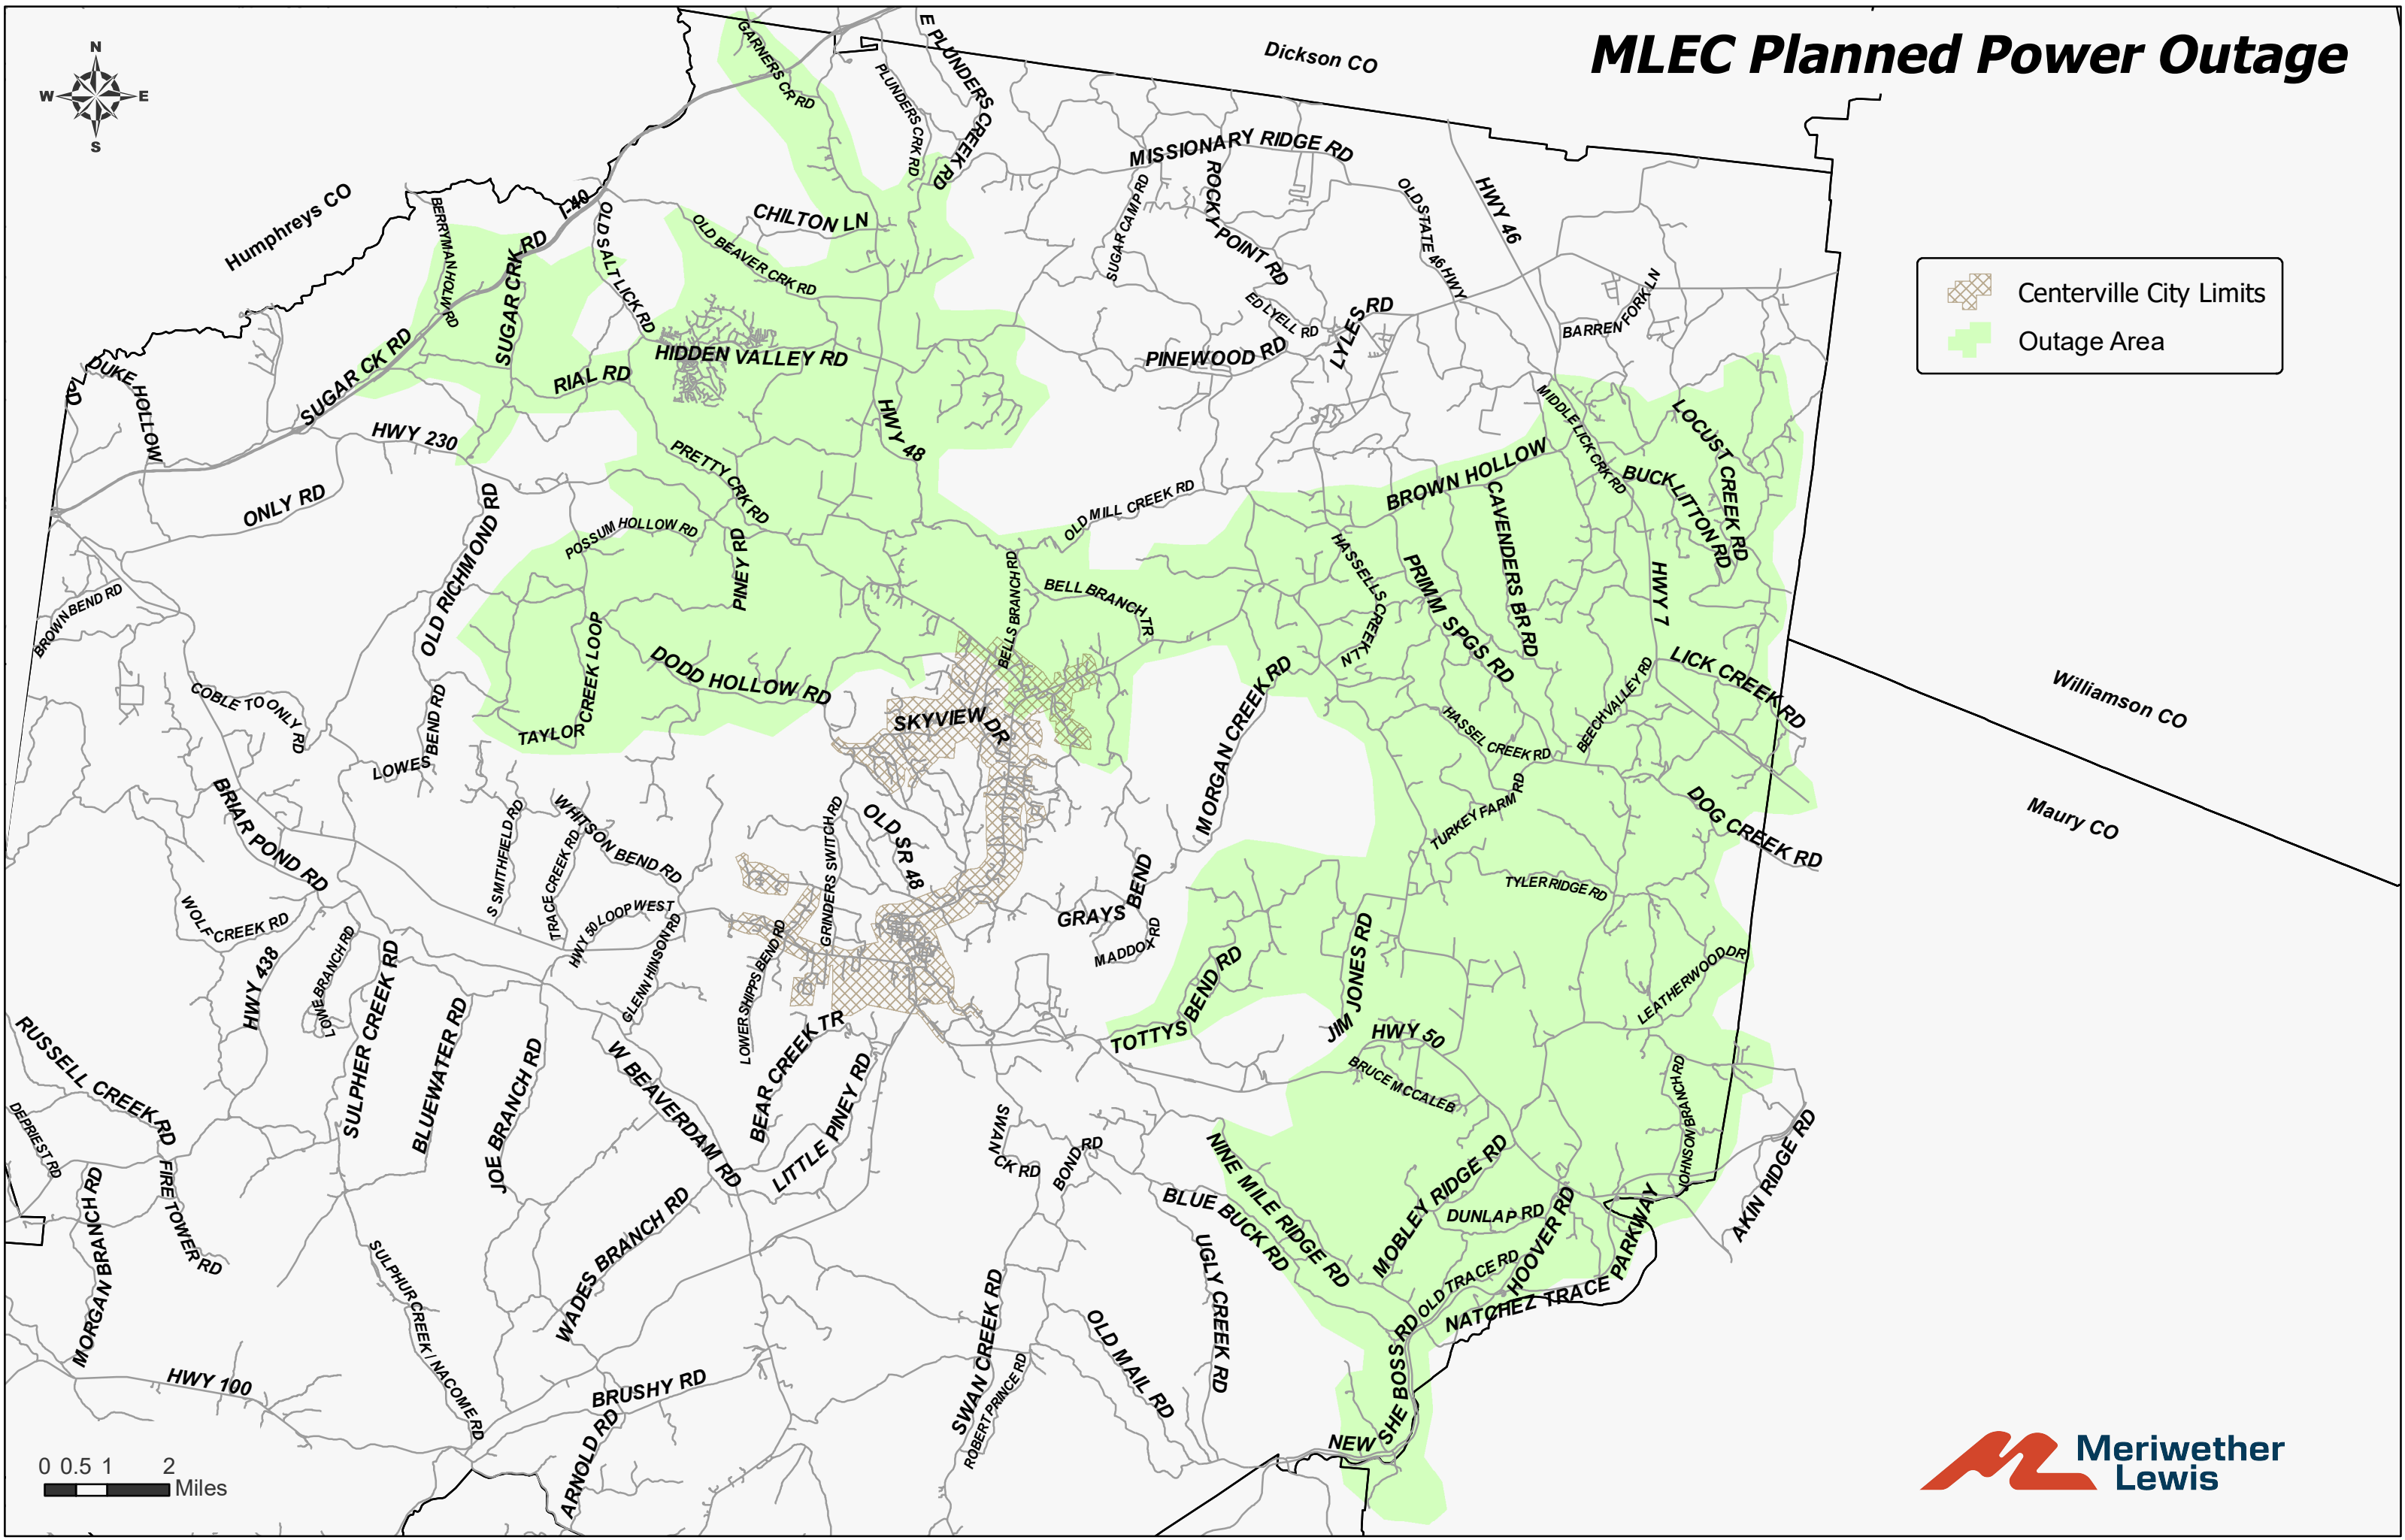 MLEC Planned Power Outage
N
W
E
S
Dickson CO
Humphreys CO
Williamson CO
Maury CO
Centerville City Limits
Outage Area
GARNERS CR RD
E PLUNDERS CREEK RD
PLUNDERS CRK RD
MISSIONARY RIDGE RD
ROCKY POINT RD
SUGAR CAMP RD
OLD STATE 46 HWY
HWY 46
BERRYMAN HOLW RD
I-40
SUGAR CRK RD
OLD SALT LICK RD
CHILTON LN
OLD BEAVER CRK RD
ED LYELL RD
LYLES RD
PINEWOOD RD
BARREN FORK LN
DUKE HOLLOW
SUGAR CK RD
RIAL RD
HIDDEN VALLEY RD
HWY 230
HWY 48
ONLY RD
OLD RICHMOND RD
PRETTY CRK RD
POSSUM HOLLOW RD
PINEY RD
OLD MILL CREEK RD
BROWN HOLLOW
MIDDLE LICK CRK RD
BUCK LITTON RD
LOCUST CREEK RD
CAVENDERS BR RD
HASSELLS CREEK LN
PRIMM SPGS RD
HWY 7
LICK CREEK RD
BEECH VALLEY RD
HASSEL CREEK RD
TURKEY FARM RD
DOG CREEK RD
BROWN BEND RD
BELLS BRANCH RD
BELL BRANCH TR
DODD HOLLOW RD
TAYLOR CREEK LOOP
COBLE TO ONLY RD
LOWES BEND RD
SKYVIEW DR
MORGAN CREEK RD
BRIAR POND RD
S SMITHFIELD RD
TRACE CREEK RD
WHITSON BEND RD
GRINDERS SWITCH RD
OLD SR 48
GRAYS BEND
MADDOX RD
TYLER RIDGE RD
LEATHERWOOD DR
WOLF CREEK RD
HWY 438
LOWE BRANCH RD
SULPHER CREEK RD
HWY 50 LOOP WEST
GLENN HINSON RD
LOWER SHIPPS BEND RD
TOTTYS BEND RD
JIM JONES RD
HWY 50
BRUCE MCCALEB
JOHNSON BRANCH RD
AKIN RIDGE RD
RUSSELL CREEK RD
DEPRIEST RD
BLUEWATER RD
JOE BRANCH RD
W BEAVERDAM RD
BEAR CREEK TR
LITTLE PINEY RD
SWAN CK RD
BOND RD
BLUE BUCK RD
NINE MILE RIDGE RD
MOBLEY RIDGE RD
DUNLAP RD
HOOVER RD
OLD TRACE RD
NATCHEZ TRACE PARKWAY
MORGAN BRANCH RD
FIRE TOWER RD
SULPHUR CREEK / NACOME RD
WADES BRANCH RD
UGLY CREEK RD
SWAN CREEK RD
ROBERT PRINCE RD
OLD MAIL RD
NEW SHE BOSS RD
HWY 100
BRUSHY RD
ARNOLD RD
0 0.5 1 2
Miles
Meriwether
Lewis